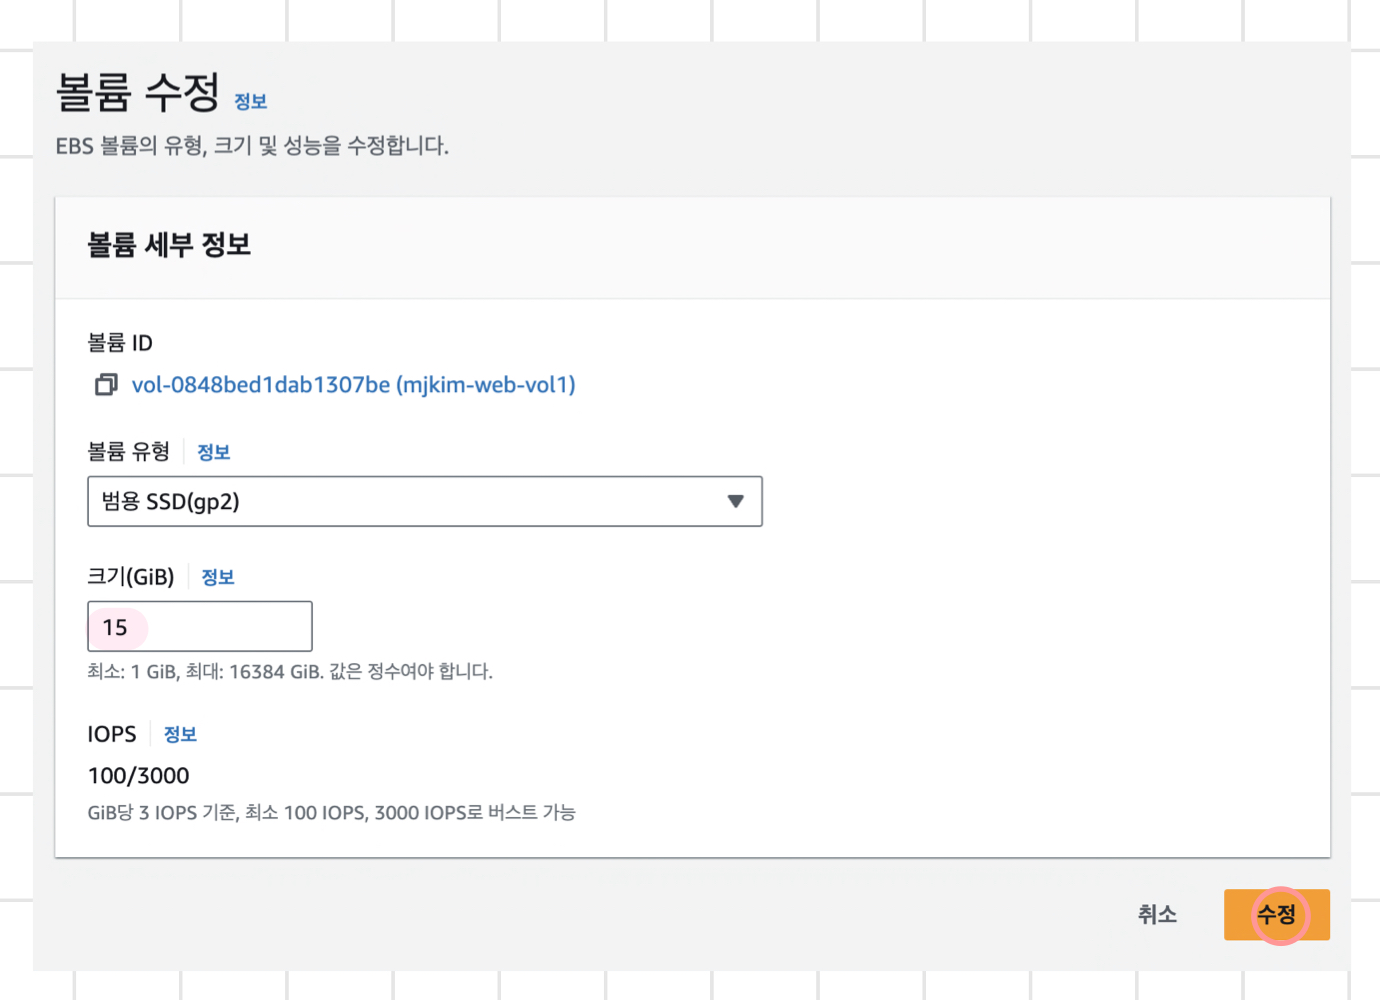 볼륨 수정 정보
EBS 볼륨의 유형, 크기 및 성능을 수정합니다.
볼륨 세부 정보
볼륨 ID
vol-0848bed1dab1307be (mjkim-web-vol1)
볼륨 유형 정보
범용 SSD(gp2)
크기(GiB) 정보
15
최소: 1 GiB, 최대: 16384 GiB. 값은 정수여야 합니다.
IOPS 정보
100/3000
GiB당 3 IOPS 기준, 최소 100 IOPS, 3000 IOPS로 버스트 가능
취소 수정